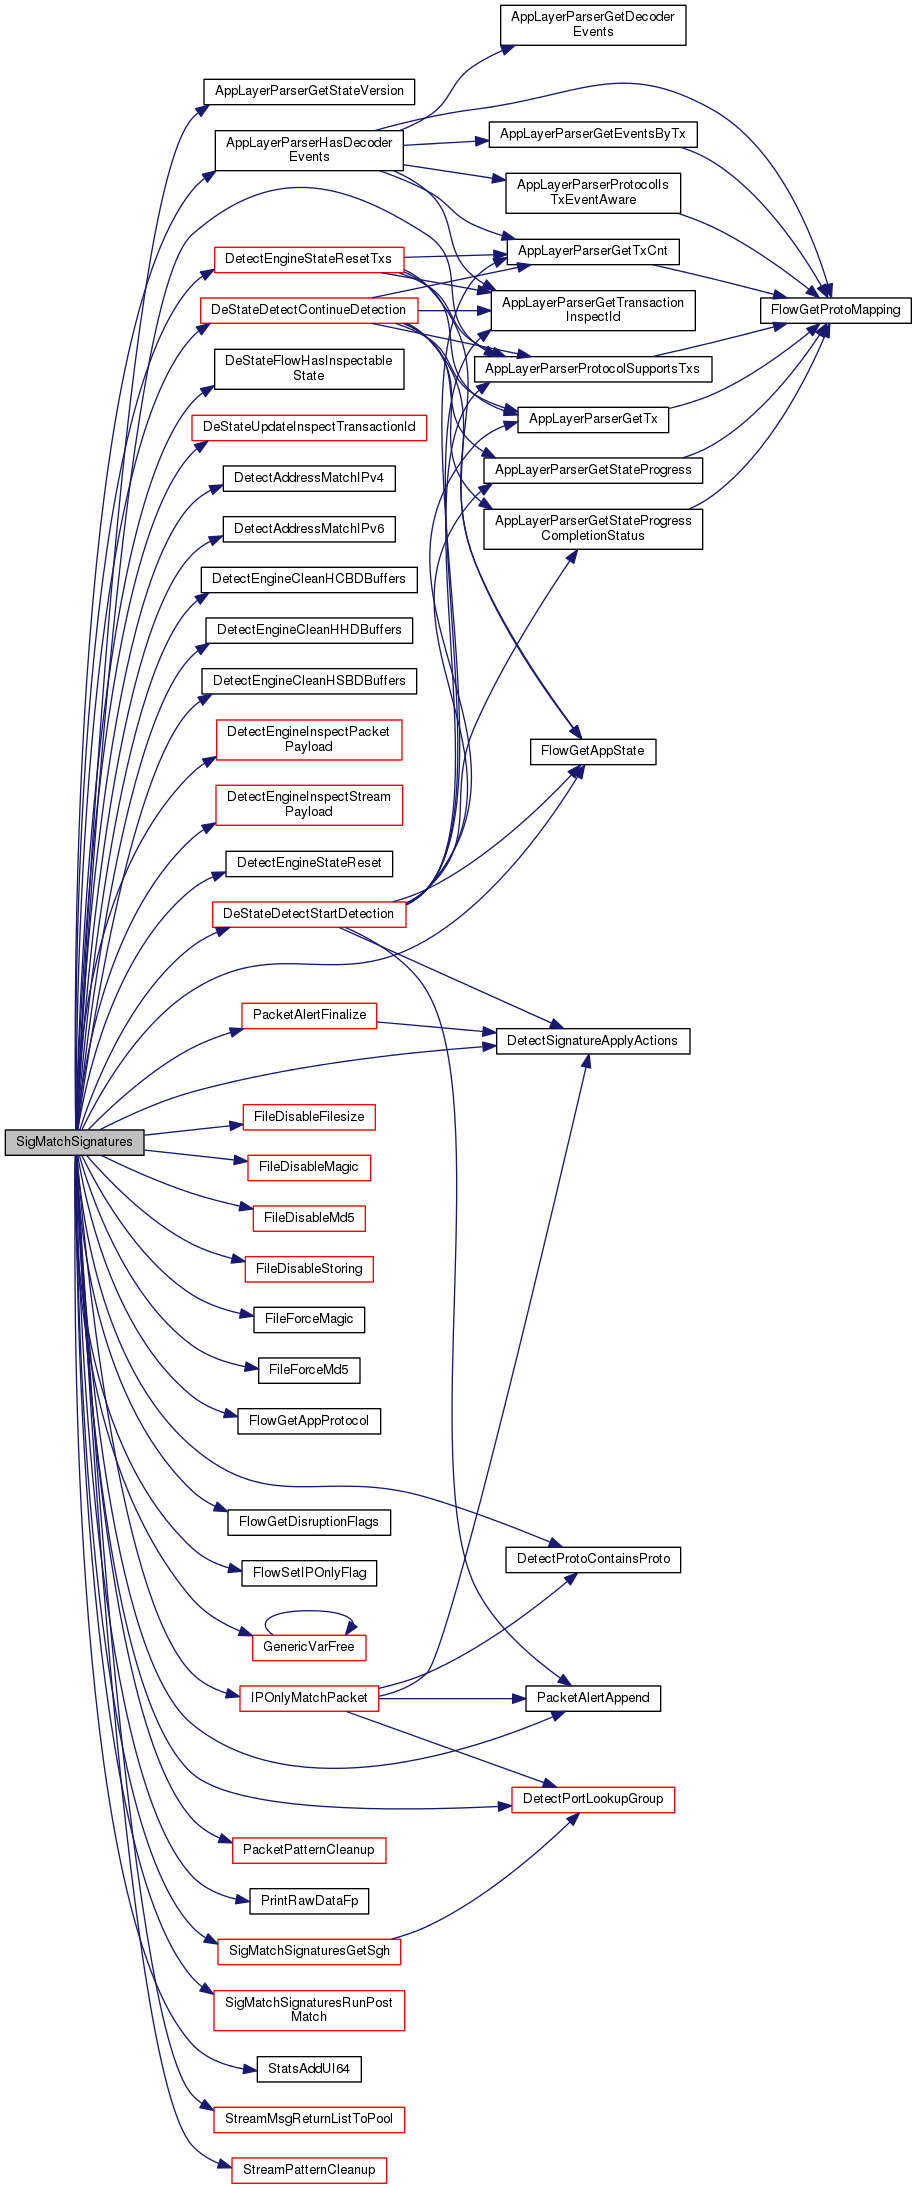 AppLayerParserGetDecoder
Events
AppLayerParserGetStateVersion
AppLayerParserHasDecoder
Events
AppLayerParserGetEventsByTx
AppLayerParserProtocolIs
TxEventAware
DetectEngineStateResetTxs
AppLayerParserGetTxCnt
DeStateDetectContinueDetection
AppLayerParserGetTransaction
InspectId
FlowGetProtoMapping
DeStateFlowHasInspectable
State
AppLayerParserProtocolSupportsTxs
DeStateUpdateInspectTransactionId
AppLayerParserGetTx
DetectAddressMatchIPv4
AppLayerParserGetStateProgress
DetectAddressMatchIPv6
AppLayerParserGetStateProgress
CompletionStatus
DetectEngineCleanHCBDBuffers
DetectEngineCleanHHDBuffers
DetectEngineCleanHSBDBuffers
DetectEngineInspectPacket
Payload
FlowGetAppState
DetectEngineInspectStream
Payload
DetectEngineStateReset
DeStateDetectStartDetection
PacketAlertFinalize
DetectSignatureApplyActions
FileDisableFilesize
SigMatchSignatures
FileDisableMagic
FileDisableMd5
FileDisableStoring
FileForceMagic
FileForceMd5
FlowGetAppProtocol
FlowGetDisruptionFlags
DetectProtoContainsProto
FlowSetIPOnlyFlag
GenericVarFree
IPOnlyMatchPacket
PacketAlertAppend
DetectPortLookupGroup
PacketPatternCleanup
PrintRawDataFp
SigMatchSignaturesGetSgh
SigMatchSignaturesRunPost
Match
StatsAddUI64
StreamMsgReturnListToPool
StreamPatternCleanup